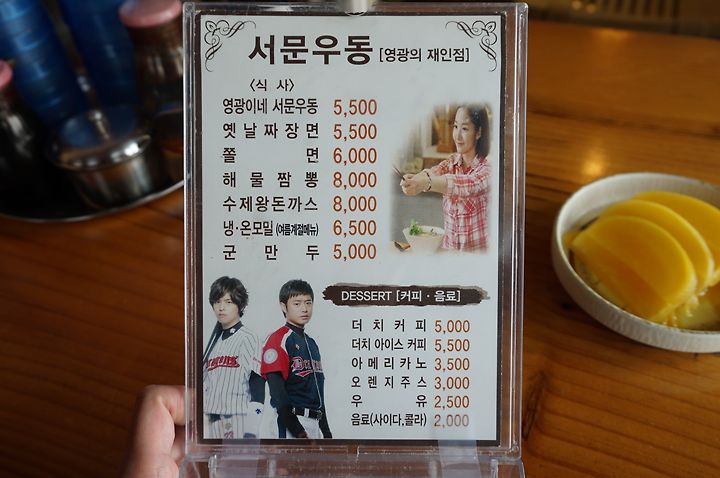 서문우동 [영광의 재인점]
〈식 사〉
영광이네 서문우동 5,500
옛날짜장면 5,500
쫄 면 6,000
해물짬뽕 8,000
수제왕돈까스 8,000
냉·온모밀 (여름계절메뉴) 6,500
군만두 5,000
DESSERT [커피·음료]
더치커피 5,000
더치 아이스 커피 5,500
아메리카노 3,500
오렌지주스 3,000
우 유 2,500
음료(사이다,콜라) 2,000